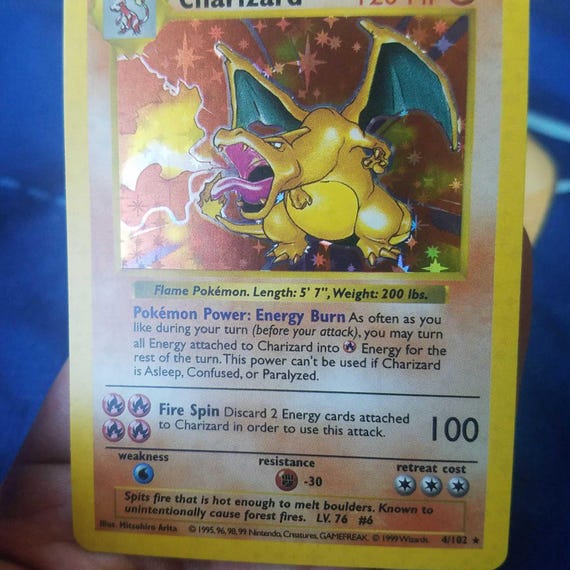 Charizard 120 HP
Flame Pokémon. Length: 5' 7", Weight: 200 lbs.
Pokémon Power: Energy Burn As often as you
like during your turn (before your attack), you may turn
all Energy attached to Charizard into Energy for the
rest of the turn. This power can't be used if Charizard
is Asleep, Confused, or Paralyzed.
Fire Spin Discard 2 Energy cards attached
to Charizard in order to use this attack.
100
weakness resistance retreat cost
-30
Spits fire that is hot enough to melt boulders. Known to
unintentionally cause forest fires. LV. 76 #6
Illus. Mitsuhiro Arita © 1995, 96, 98, 99 Nintendo, Creatures, GAMEFREAK. © 1999 Wizards. 4/102